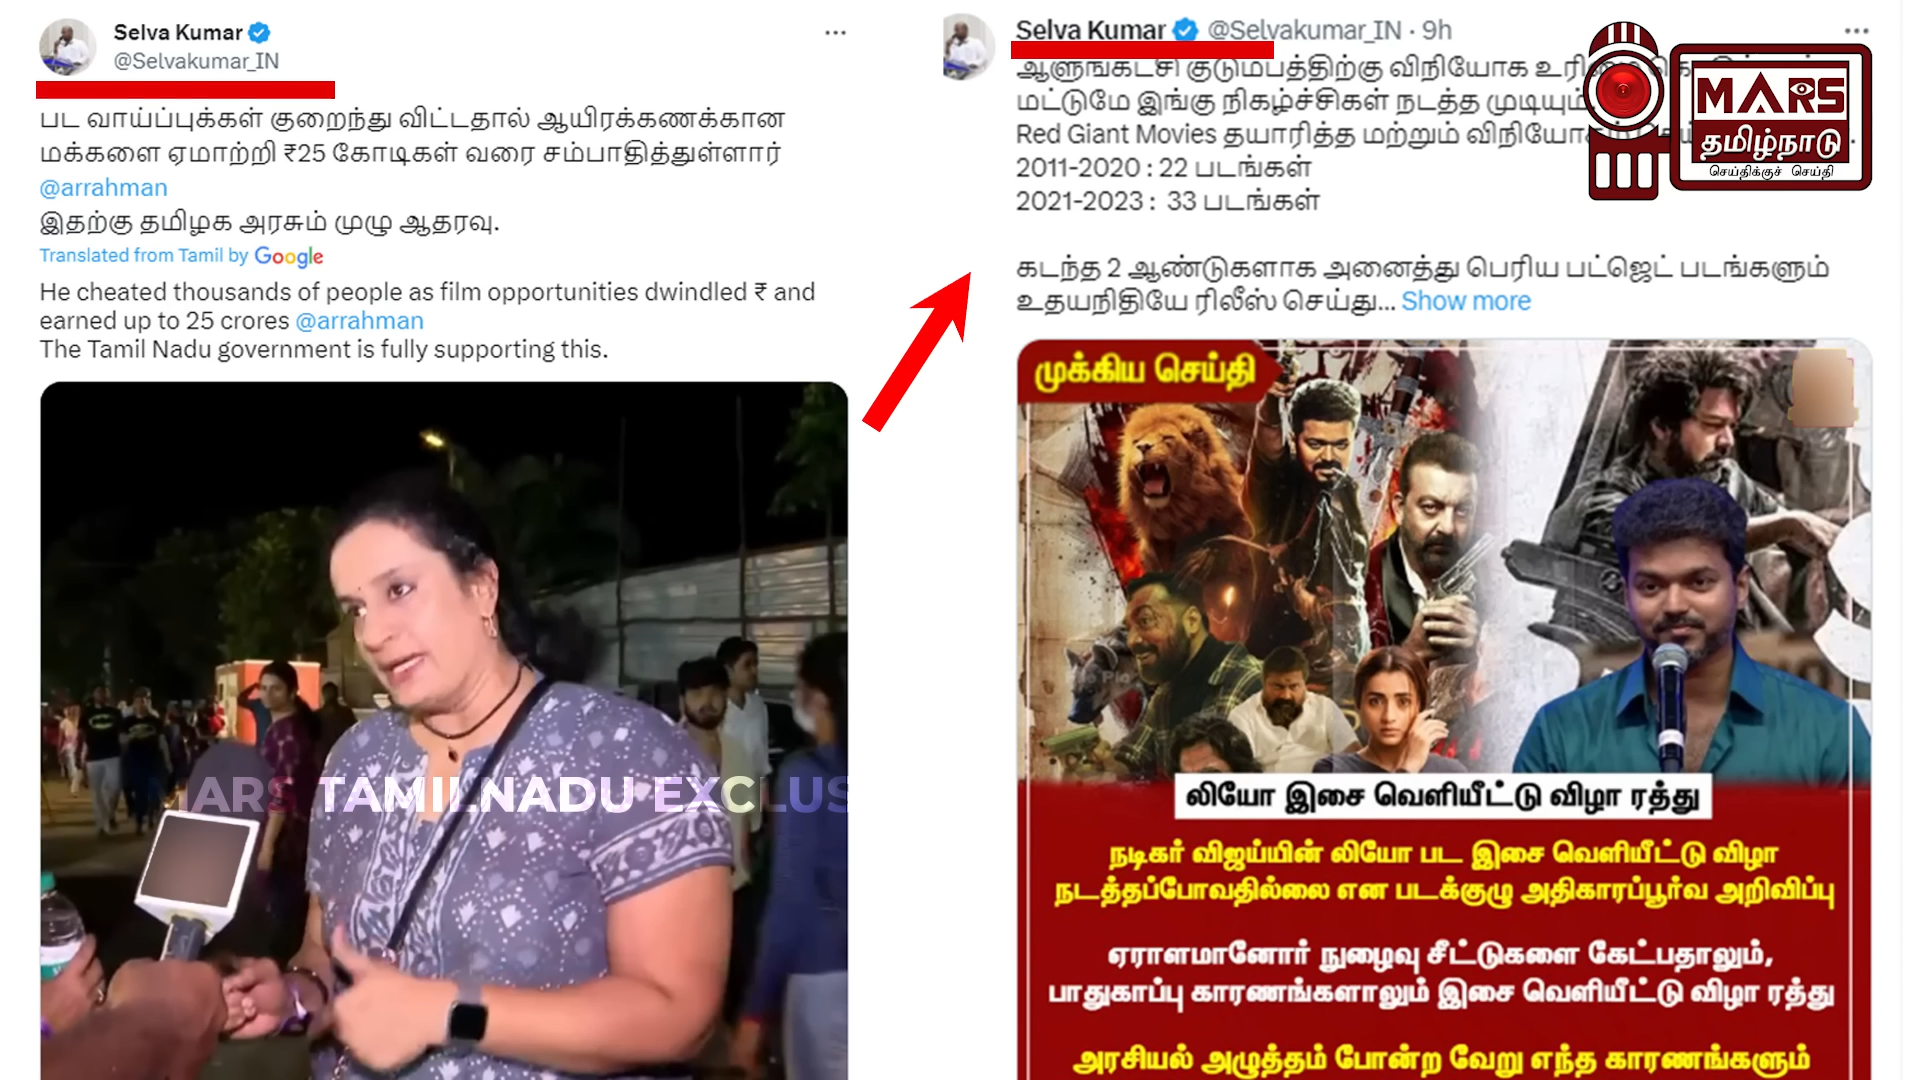 Selva Kumar
@Selvakumar_IN
பட வாய்ப்புக்கள் குறைந்து விட்டதால் ஆயிரக்கணக்கான
மக்களை ஏமாற்றி ₹25 கோடிகள் வரை சம்பாதித்துள்ளார்
@arrahman
இதற்கு தமிழக அரசும் முழு ஆதரவு.
Translated from Tamil by Google
He cheated thousands of people as film opportunities dwindled ₹ and
earned up to 25 crores @arrahman
The Tamil Nadu government is fully supporting this.
MARS TAMILNADU EXCLUS
Selva Kumar @Selvakumar_IN · 9h
ஆளுங்கட்சி குடும்பத்திற்கு விநியோக
மட்டுமே இங்கு நிகழ்ச்சிகள் நடத்த முடியும்
Red Giant Movies தயாரித்த மற்றும்
2011-2020 : 22 படங்கள்
2021-2023 : 33 படங்கள்
கடந்த 2 ஆண்டுகளாக அனைத்து பெரிய பட்ஜெட் படங்களும்
உதயநிதியே ரிலீஸ் செய்து... Show more
MARS
தமிழ்நாடு
செய்திக்குச் செய்தி
முக்கிய செய்தி
லியோ இசை வெளியீட்டு விழா ரத்து
நடிகர் விஜய்யின் லியோ பட இசை வெளியீட்டு விழா
நடத்தப்போவதில்லை என படக்குழு அதிகாரப்பூர்வ அறிவிப்பு
ஏராளமானோர் நுழைவு சீட்டுகளை கேட்பதாலும்,
பாதுகாப்பு காரணங்களாலும் இசை வெளியீட்டு விழா ரத்து
அரசியல் அழுத்தம் போன்ற வேறு எந்த காரணங்களும்